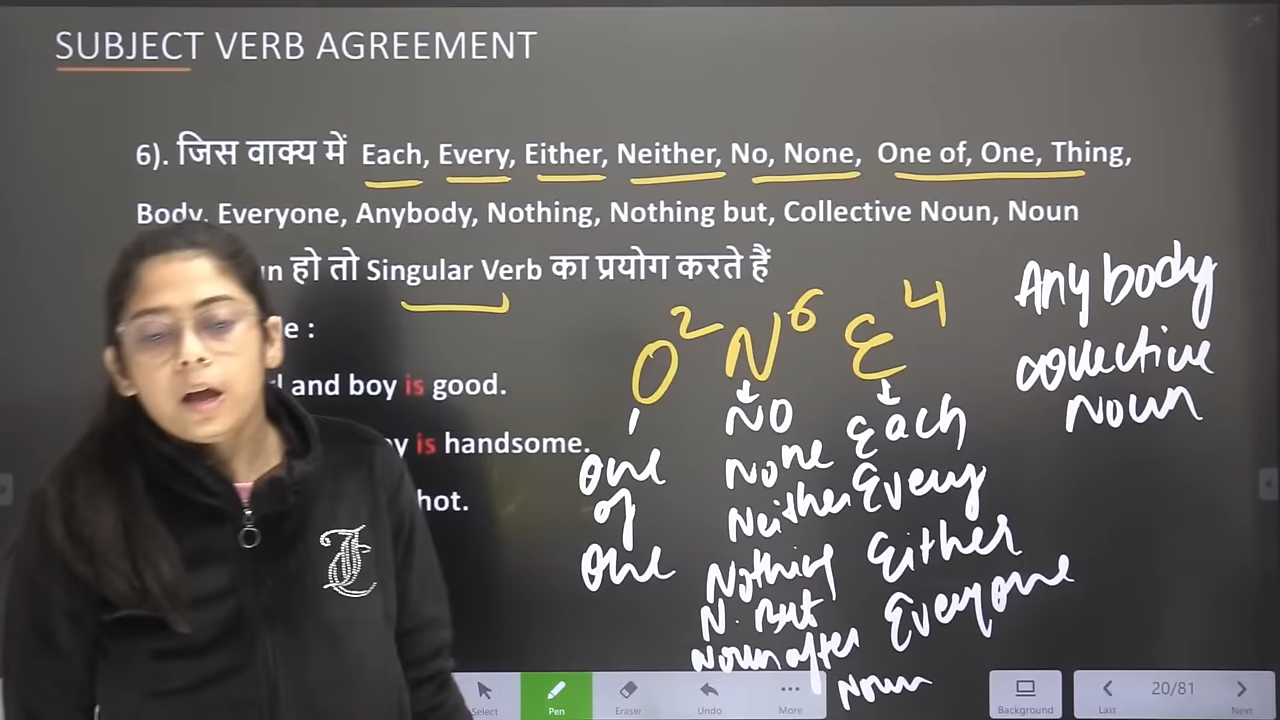 SUBJECT VERB AGREEMENT
6). जिस वाक्य में Each, Every, Either, Neither, No, None, One of, One, Thing,
Body, Everyone, Anybody, Nothing, Nothing but, Collective Noun, Noun
हो तो Singular Verb का प्रयोग करते हैं
:
and boy is good.
is handsome.
hot.
O² N⁶ E⁴
One
of
One
NO
None
Neither
Nothing
N. But
Noun after
Noun
Each
Every
Either
Everyone
Any body
collective
Noun
Select
Pen
Eraser
Undo
More
Background
Last
20/81
Next